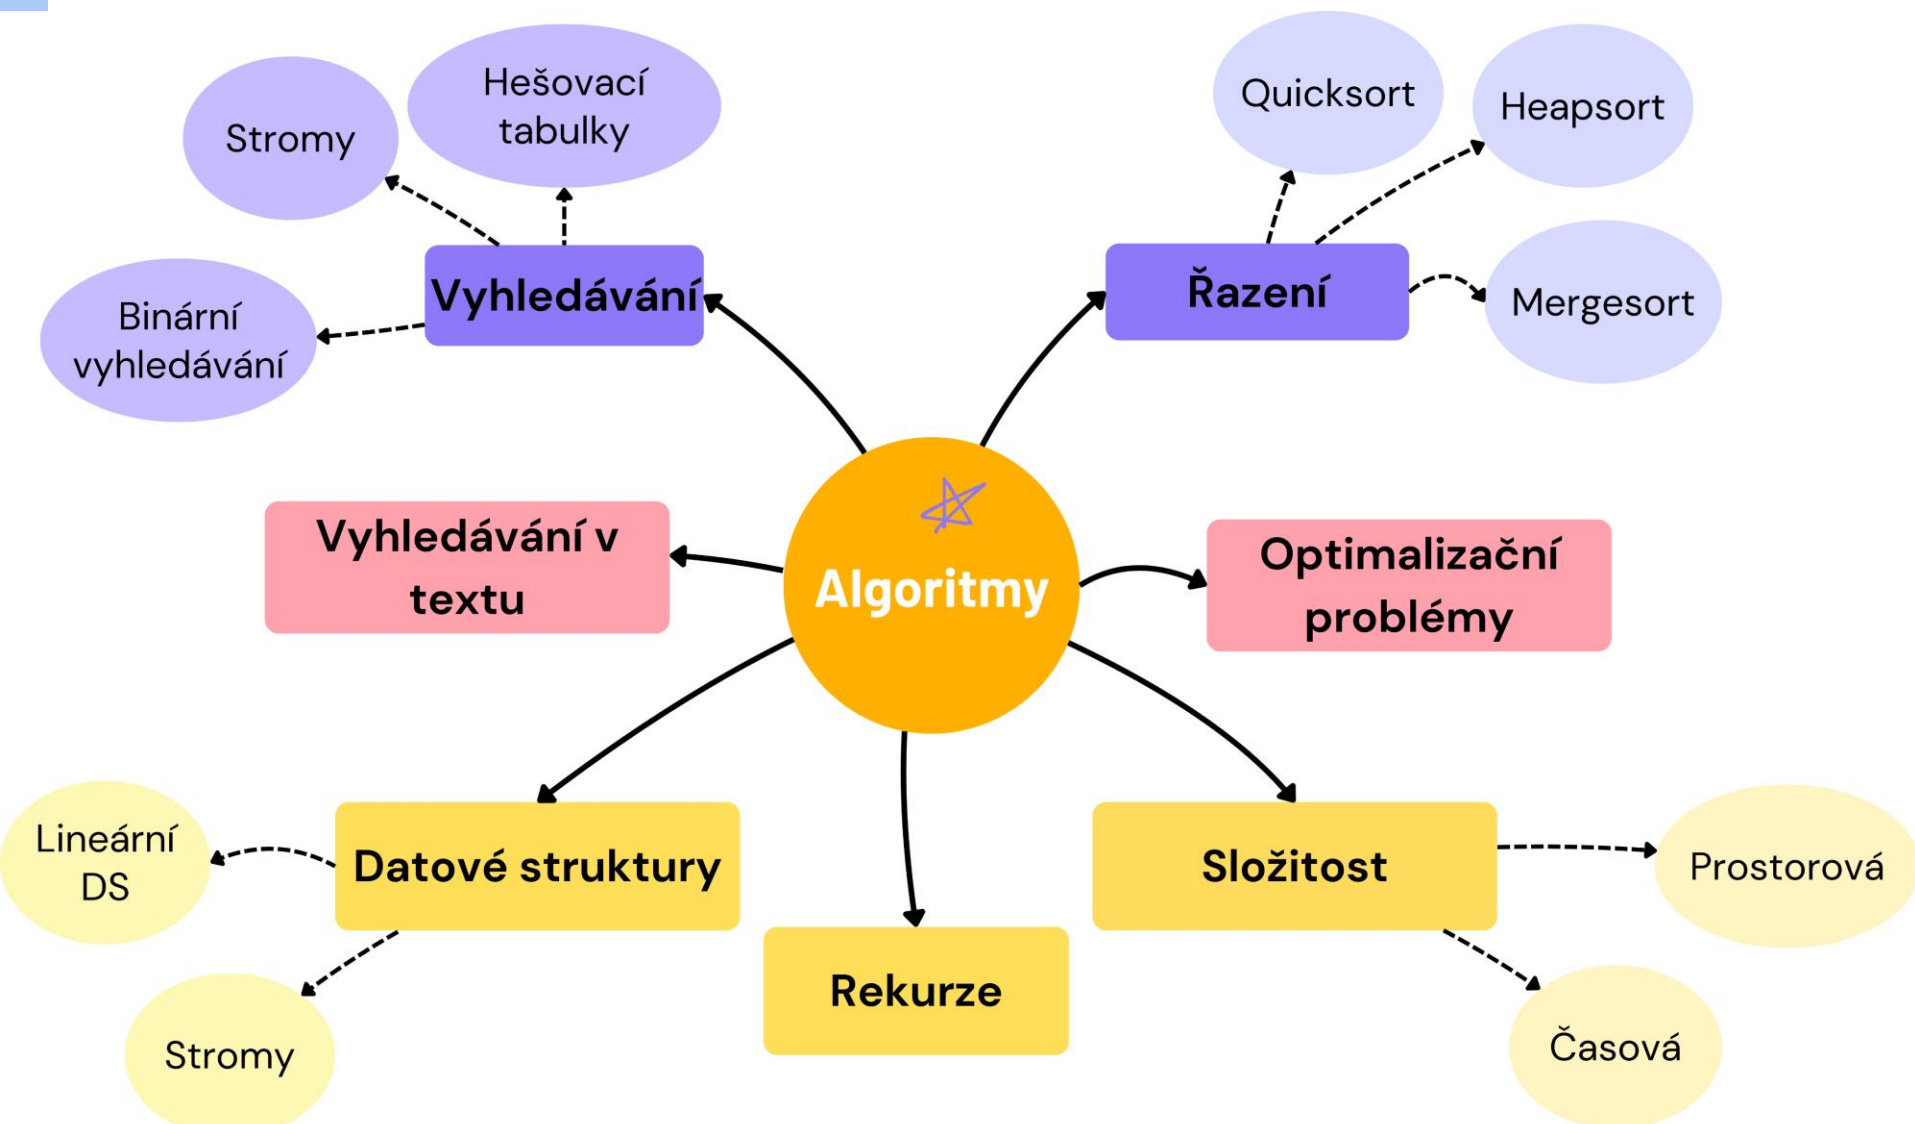 Stromy
Hešovací
tabulky
Quicksort
Heapsort
Vyhledávání
Řazení
Binární
vyhledávání
Mergesort
Vyhledávání v
textu
Algoritmy
Optimalizační
problémy
Lineární
DS
Datové struktury
Složitost
Prostorová
Rekurze
Stromy
Časová